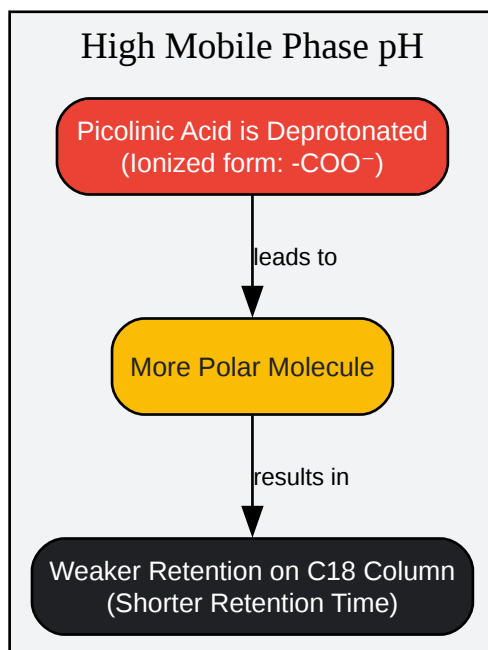 High Mobile Phase pH
Picolinic Acid is Deprotonated
(Ionized form: -COO⁻)
leads to
More Polar Molecule
results in
Weaker Retention on C18 Column
(Shorter Retention Time)